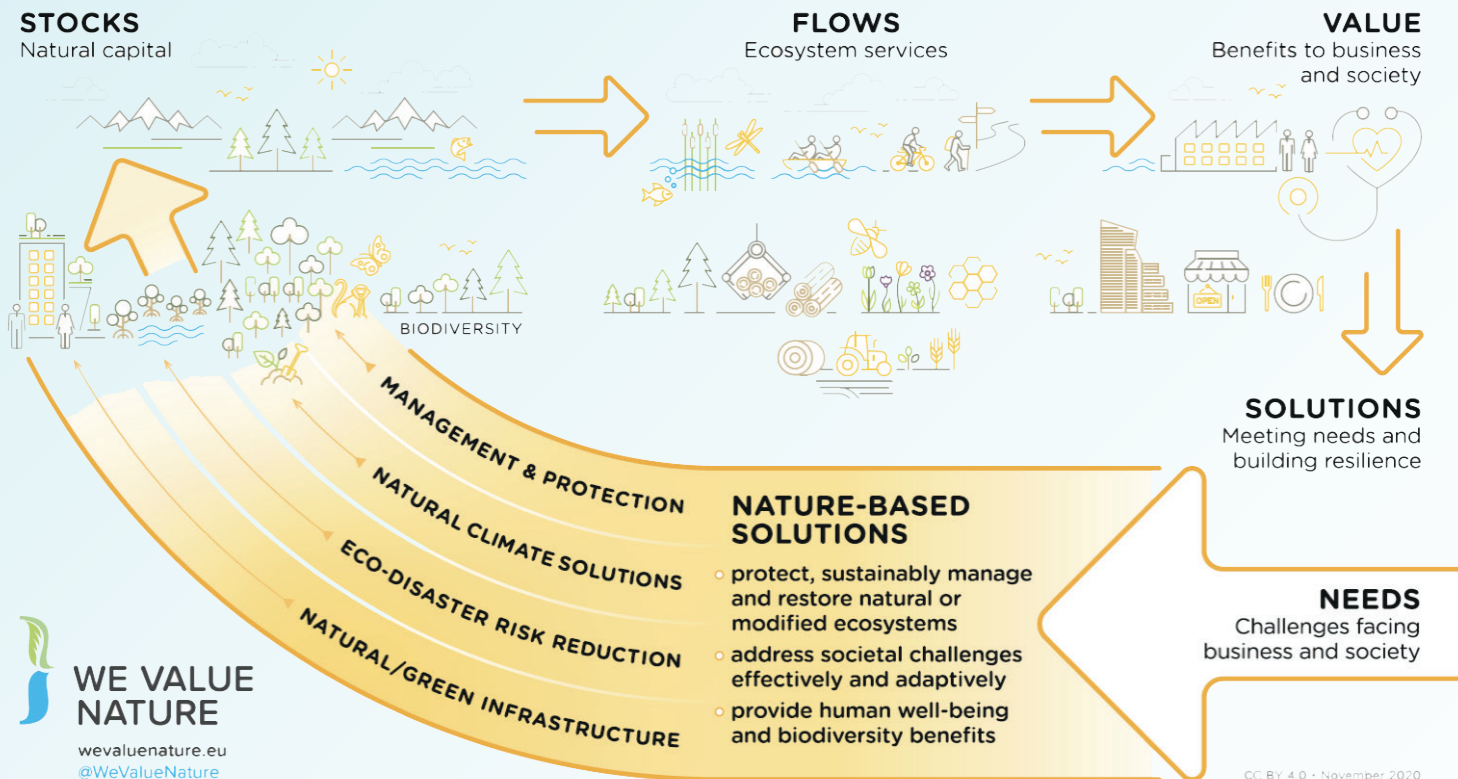 STOCKS
Natural capital
FLOWS
Ecosystem services
VALUE
Benefits to business
and society
BIODIVERSITY
OPEN
SOLUTIONS
Meeting needs and
building resilience
MANAGEMENT & PROTECTION
NATURAL CLIMATE SOLUTIONS
ECO-DISASTER RISK REDUCTION
NATURAL/GREEN INFRASTRUCTURE
NATURE-BASED
SOLUTIONS
protect, sustainably manage
and restore natural or
modified ecosystems
address societal challenges
effectively and adaptively
provide human well-being
and biodiversity benefits
NEEDS
Challenges facing
business and society
WE VALUE
NATURE
wevaluenature.eu
@WeValueNature
CC BY 4.0 • November 2020